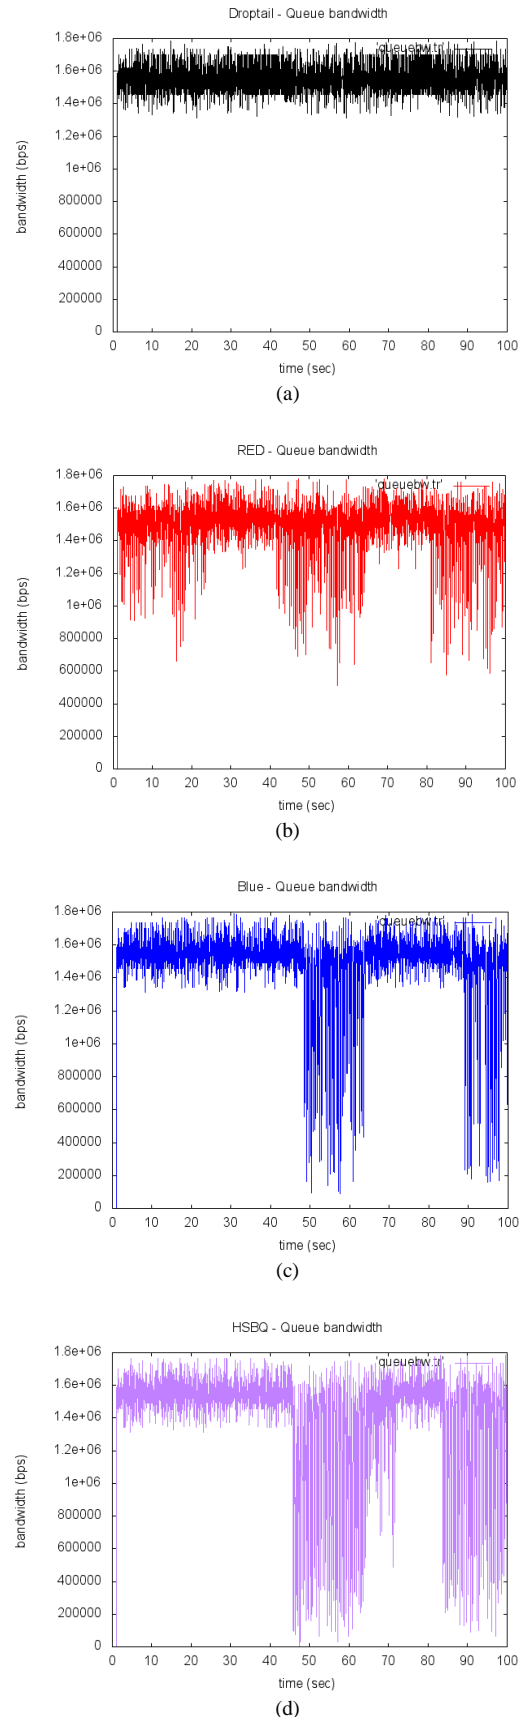 Droptail - Queue bandwidth
'queuebw.tr'
1.8e+06
1.6e+06
1.4e+06
1.2e+06
1e+06
800000
600000
400000
200000
0
bandwidth (bps)
0 10 20 30 40 50 60 70 80 90 100
time (sec)
(a)
RED - Queue bandwidth
'queuebw.tr'
1.8e+06
1.6e+06
1.4e+06
1.2e+06
1e+06
800000
600000
400000
200000
0
bandwidth (bps)
0 10 20 30 40 50 60 70 80 90 100
time (sec)
(b)
Blue - Queue bandwidth
'queuebw.tr'
1.8e+06
1.6e+06
1.4e+06
1.2e+06
1e+06
800000
600000
400000
200000
0
bandwidth (bps)
0 10 20 30 40 50 60 70 80 90 100
time (sec)
(c)
HSBQ - Queue bandwidth
'queuebw.tr'
1.8e+06
1.6e+06
1.4e+06
1.2e+06
1e+06
800000
600000
400000
200000
0
bandwidth (bps)
0 10 20 30 40 50 60 70 80 90 100
time (sec)
(d)